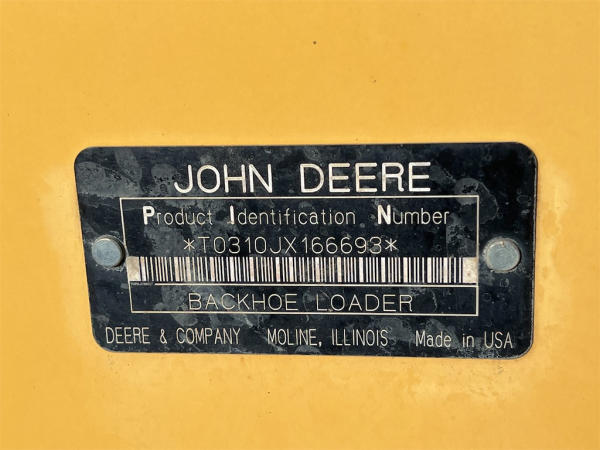 JOHN DEERE
Product Identification Number
*T0310JX166693*
BACKHOE LOADER
DEERE & COMPANY MOLINE, ILLINOIS Made in USA